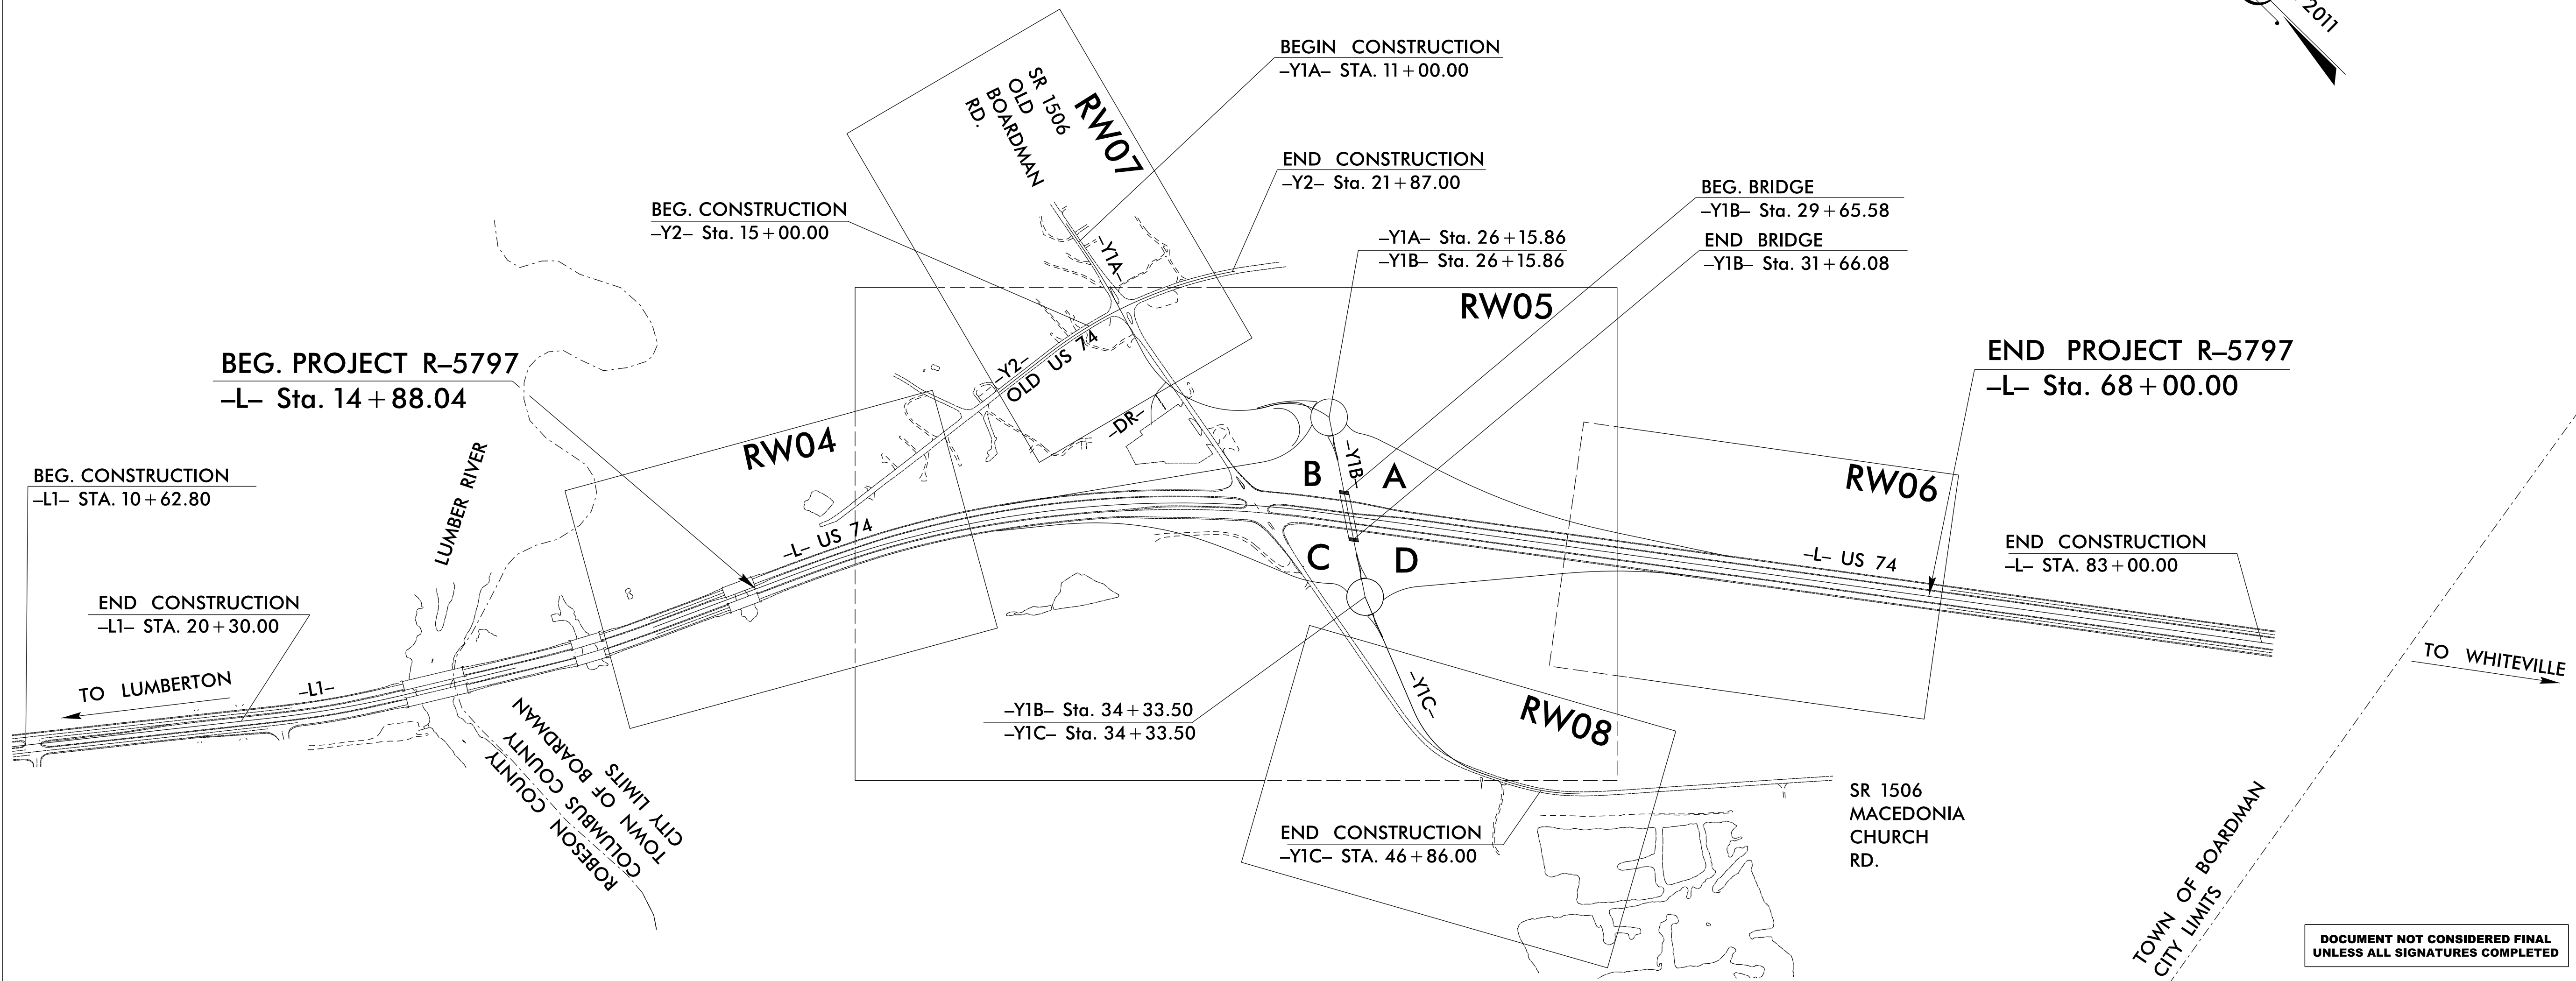 2011
BEGIN CONSTRUCTION
–Y1A– STA. 11+00.00
SR 1506
OLD
BOARDMAN
RD.
RW07
END CONSTRUCTION
–Y2– Sta. 21+87.00
BEG. BRIDGE
–Y1B– Sta. 29+65.58
BEG. CONSTRUCTION
–Y2– Sta. 15+00.00
–Y1A– Sta. 26+15.86
–Y1B– Sta. 26+15.86
END BRIDGE
–Y1B– Sta. 31+66.08
–Y1A–
RW05
BEG. PROJECT R–5797
–L– Sta. 14+88.04
END PROJECT R–5797
–L– Sta. 68+00.00
–Y2–
OLD US 74
–DR–
RW04
–Y1B–
B
A
RW06
BEG. CONSTRUCTION
–L1– STA. 10+62.80
LUMBER RIVER
–L– US 74
C
D
–L– US 74
END CONSTRUCTION
–L– STA. 83+00.00
END CONSTRUCTION
–L1– STA. 20+30.00
TO LUMBERTON
–L1–
TO WHITEVILLE
–Y1C–
–Y1B– Sta. 34+33.50
–Y1C– Sta. 34+33.50
RW08
ROBESON COUNTY
COLUMBUS COUNTY
TOWN OF BOARDMAN
CITY LIMITS
SR 1506
MACEDONIA
CHURCH
RD.
END CONSTRUCTION
–Y1C– STA. 46+86.00
TOWN OF BOARDMAN
CITY LIMITS
DOCUMENT NOT CONSIDERED FINAL
UNLESS ALL SIGNATURES COMPLETED